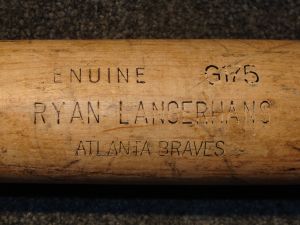 ENUINE G175
RYAN LANGERHANS
ATLANTA BRAVES